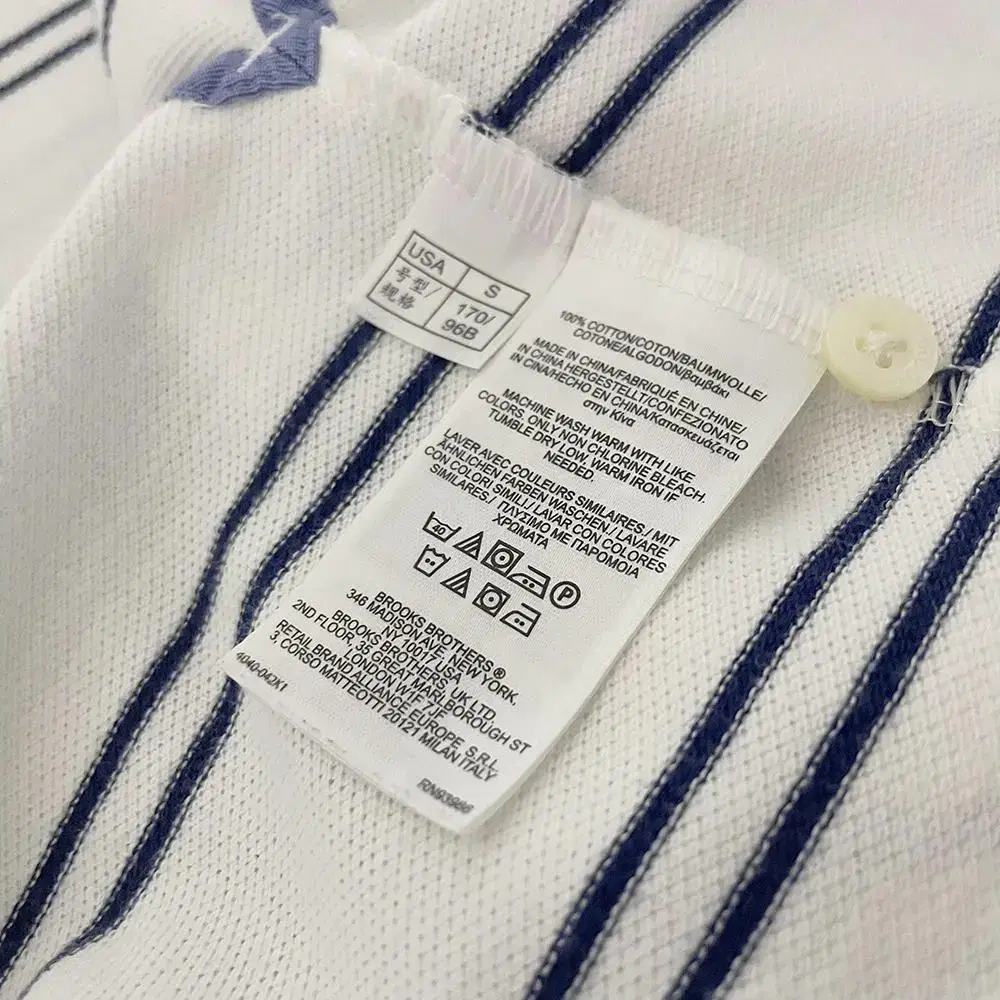 USA S
号型/规格 170/96B
100% COTTON/COTON/BAUMWOLLE/
COTONE/ALGODON/βαμβάκι
MADE IN CHINA/FABRIQUÉ EN CHINE/
IN CHINA HERGESTELLT/CONFEZIONATO
IN CINA/HECHO EN CHINA/Κατασκευάζεται
στην Κίνα
MACHINE WASH WARM WITH LIKE
COLORS. ONLY NON CHLORINE BLEACH.
TUMBLE DRY LOW. WARM IRON IF
NEEDED.
LAVER AVEC COULEURS SIMILAIRES./ MIT
ÄHNLICHEN FARBEN WASCHEN / LAVARE
CON COLORI SIMILI./ LAVAR CON COLORES
SIMILARES./ ΠΛΥΣΙΜΟ ΜΕ ΠΑΡΟΜΟΙΑ
ΧΡΩΜΑΤΑ
40 P
BROOKS BROTHERS ®
346 MADISON AVE, NEW YORK,
NY 10017 USA
BROOKS BROTHERS, UK LTD.
2ND FLOOR, 35 GREAT MARLBOROUGH ST
LONDON, W1F 7JF
RETAIL BRAND ALLIANCE EUROPE S.R.L.
3, CORSO MATTEOTTI 20121 MILAN ITALY
4040-042K1